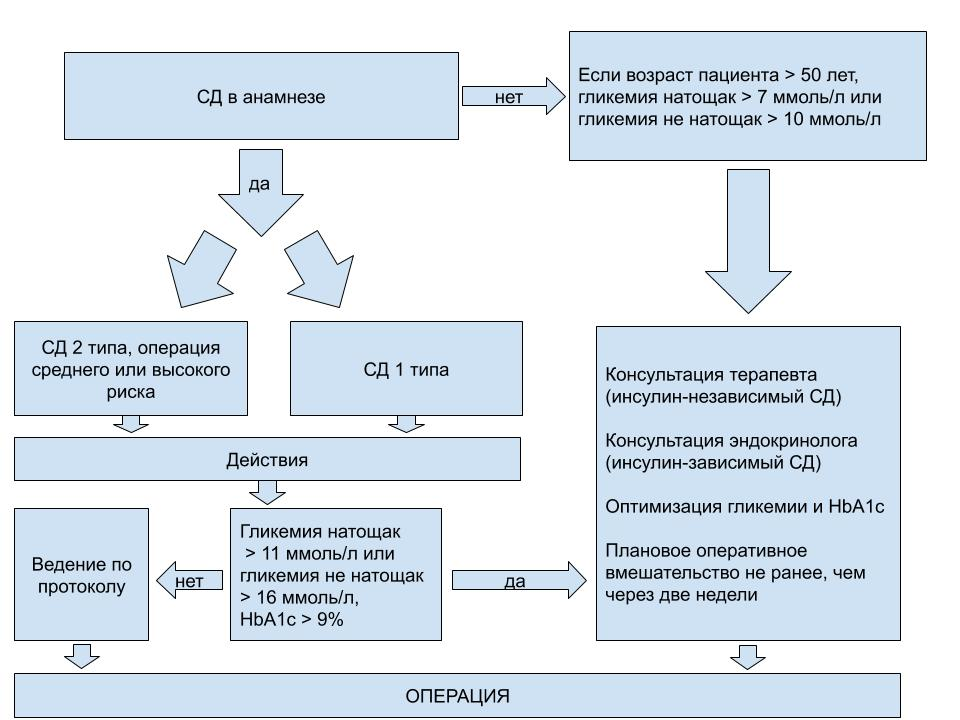 СД в анамнезе
нет
Если возраст пациента > 50 лет,
гликемия натощак > 7 ммоль/л или
гликемия не натощак > 10 ммоль/л
да
СД 2 типа, операция
среднего или высокого
риска
СД 1 типа
Действия
Консультация терапевта
(инсулин-независимый СД)
Консультация эндокринолога
(инсулин-зависимый СД)
Оптимизация гликемии и HbA1c
Плановое оперативное
вмешательство не ранее, чем
через две недели
Ведение по
протоколу
нет
Гликемия натощак
> 11 ммоль/л или
гликемия не натощак
> 16 ммоль/л,
HbA1c > 9%
да
ОПЕРАЦИЯ